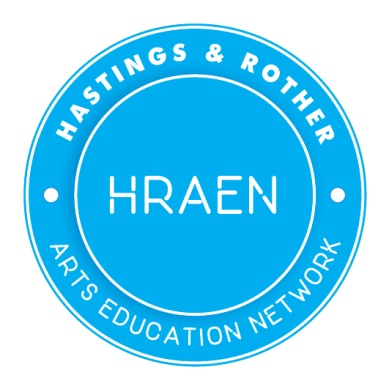 HASTINGS & ROTHER
HRAEN
ARTS EDUCATION NETWORK